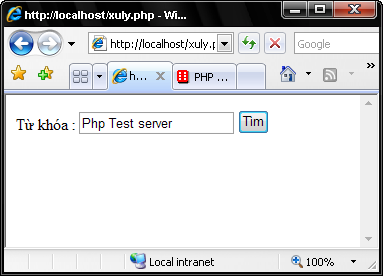 http://localhost/xuly.php - Wi...
http://localhost/xuly.p
Google
h...
PHP ...
Từ khóa :
Php Test server
Tìm
Local intranet
100%